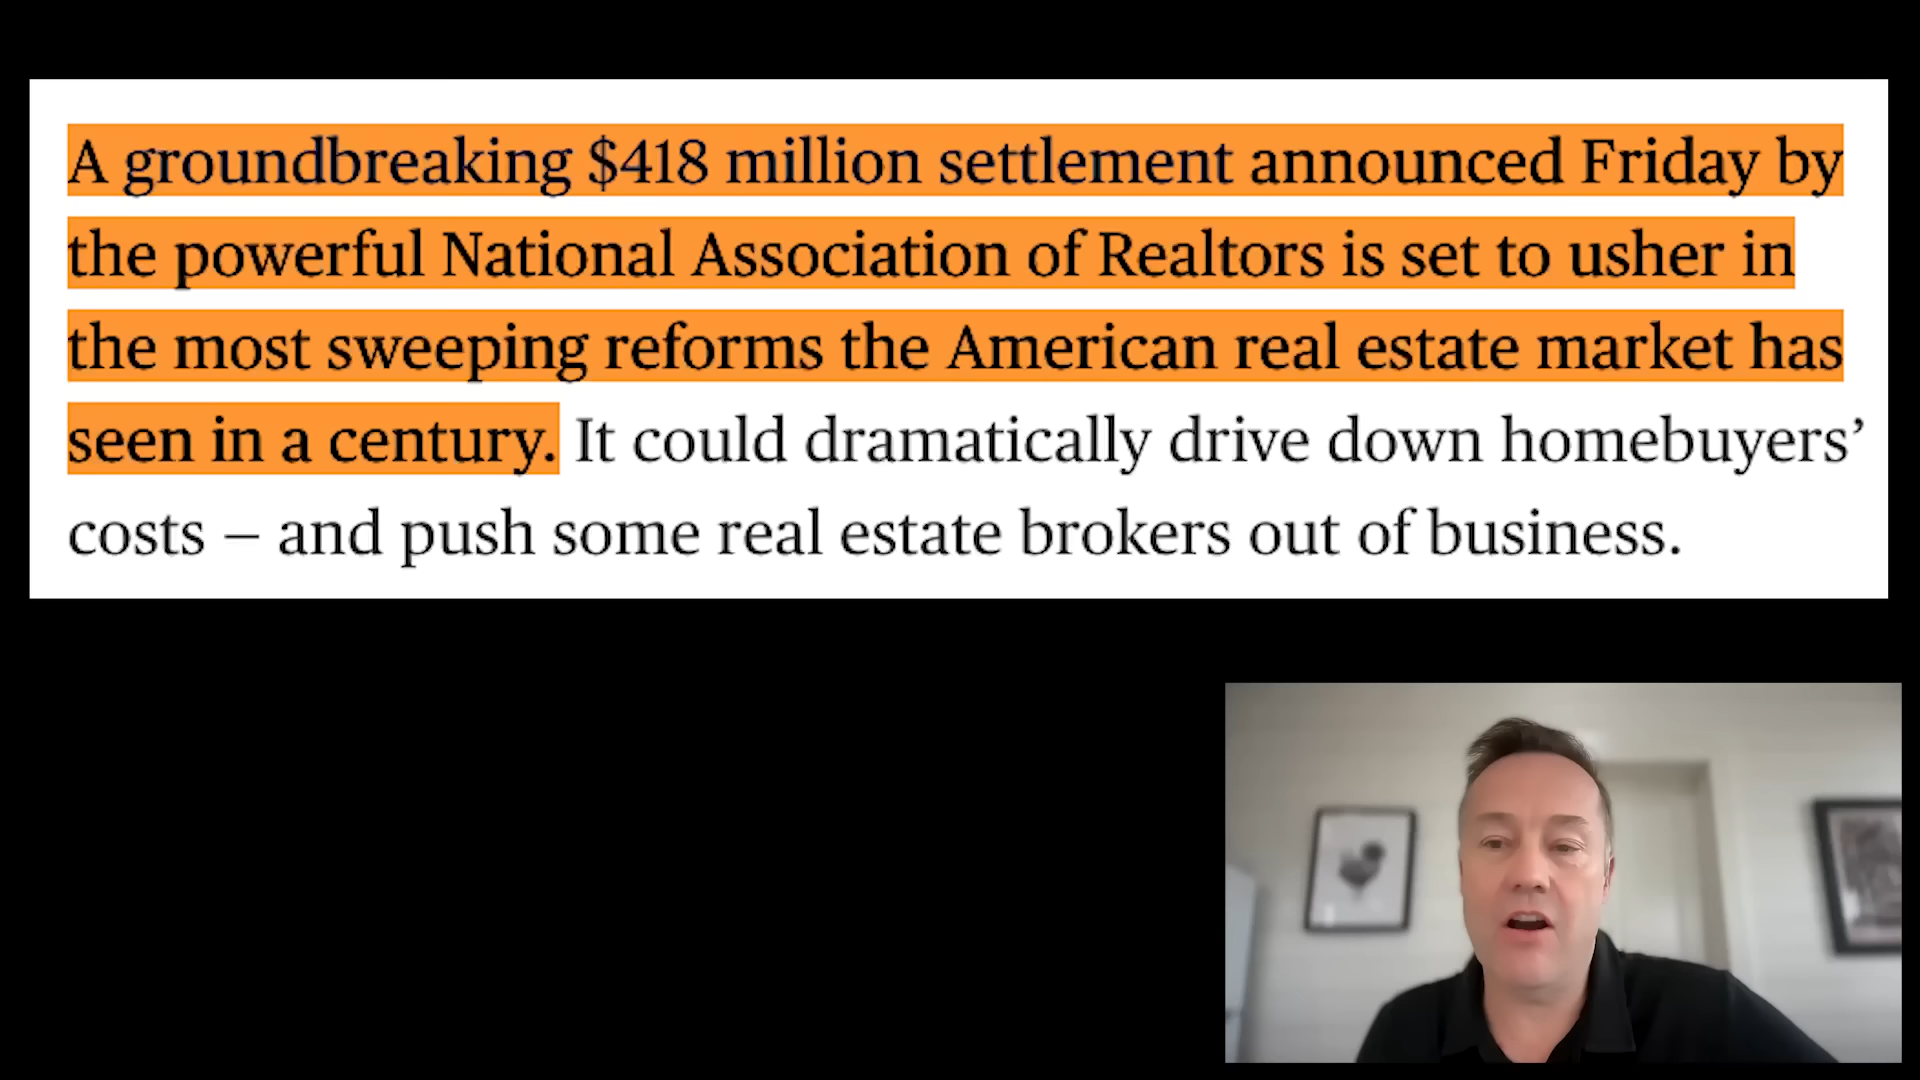 A groundbreaking $418 million settlement announced Friday by
the powerful National Association of Realtors is set to usher in
the most sweeping reforms the American real estate market has
seen in a century. It could dramatically drive down homebuyers’
costs – and push some real estate brokers out of business.